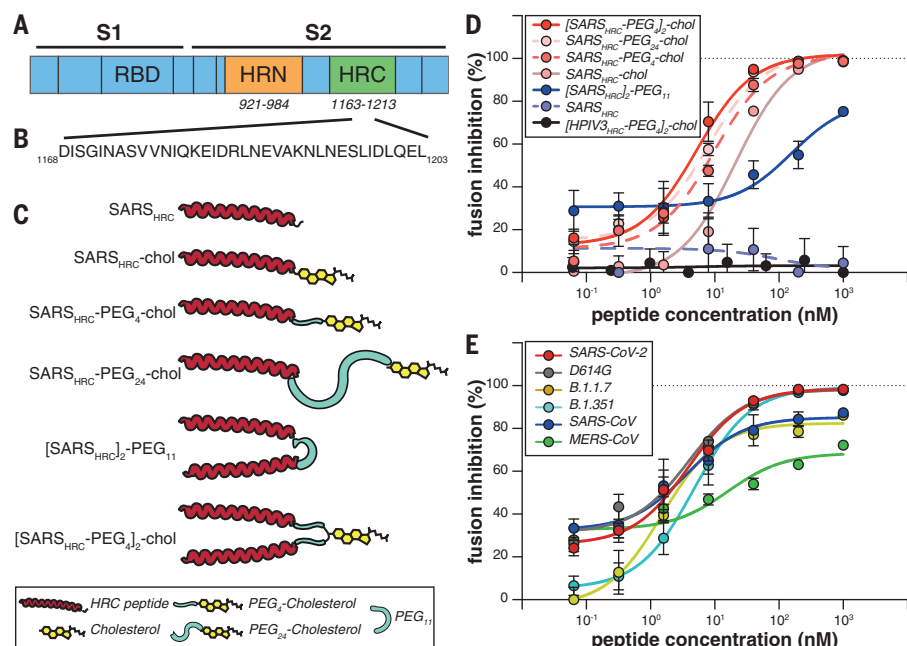 A
S1 S2
RBD HRN HRC
921-984 1163-1213
B
1168DISGINASVVNIQKEIDRLNEVAKNLNESLIDLQEL1203
C
SARSHRC
SARSHRC-chol
SARSHRC-PEG4-chol
SARSHRC-PEG24-chol
[SARSHRC]2-PEG11
[SARSHRC-PEG4]2-chol
HRC peptide PEG4-Cholesterol PEG11
Cholesterol PEG24-Cholesterol
D
[SARSHRC-PEG4]2-chol
SARSHRC-PEG24-chol
SARSHRC-PEG4-chol
SARSHRC-chol
[SARSHRC]2-PEG11
SARSHRC
[HPIV3HRC-PEG4]2-chol
fusion inhibition (%)
120
100
80
60
40
20
0
10-1 100 101 102 103
peptide concentration (nM)
E
SARS-CoV-2
D614G
B.1.1.7
B.1.351
SARS-CoV
MERS-CoV
fusion inhibition (%)
120
100
80
60
40
20
0
10-1 100 101 102 103
peptide concentration (nM)